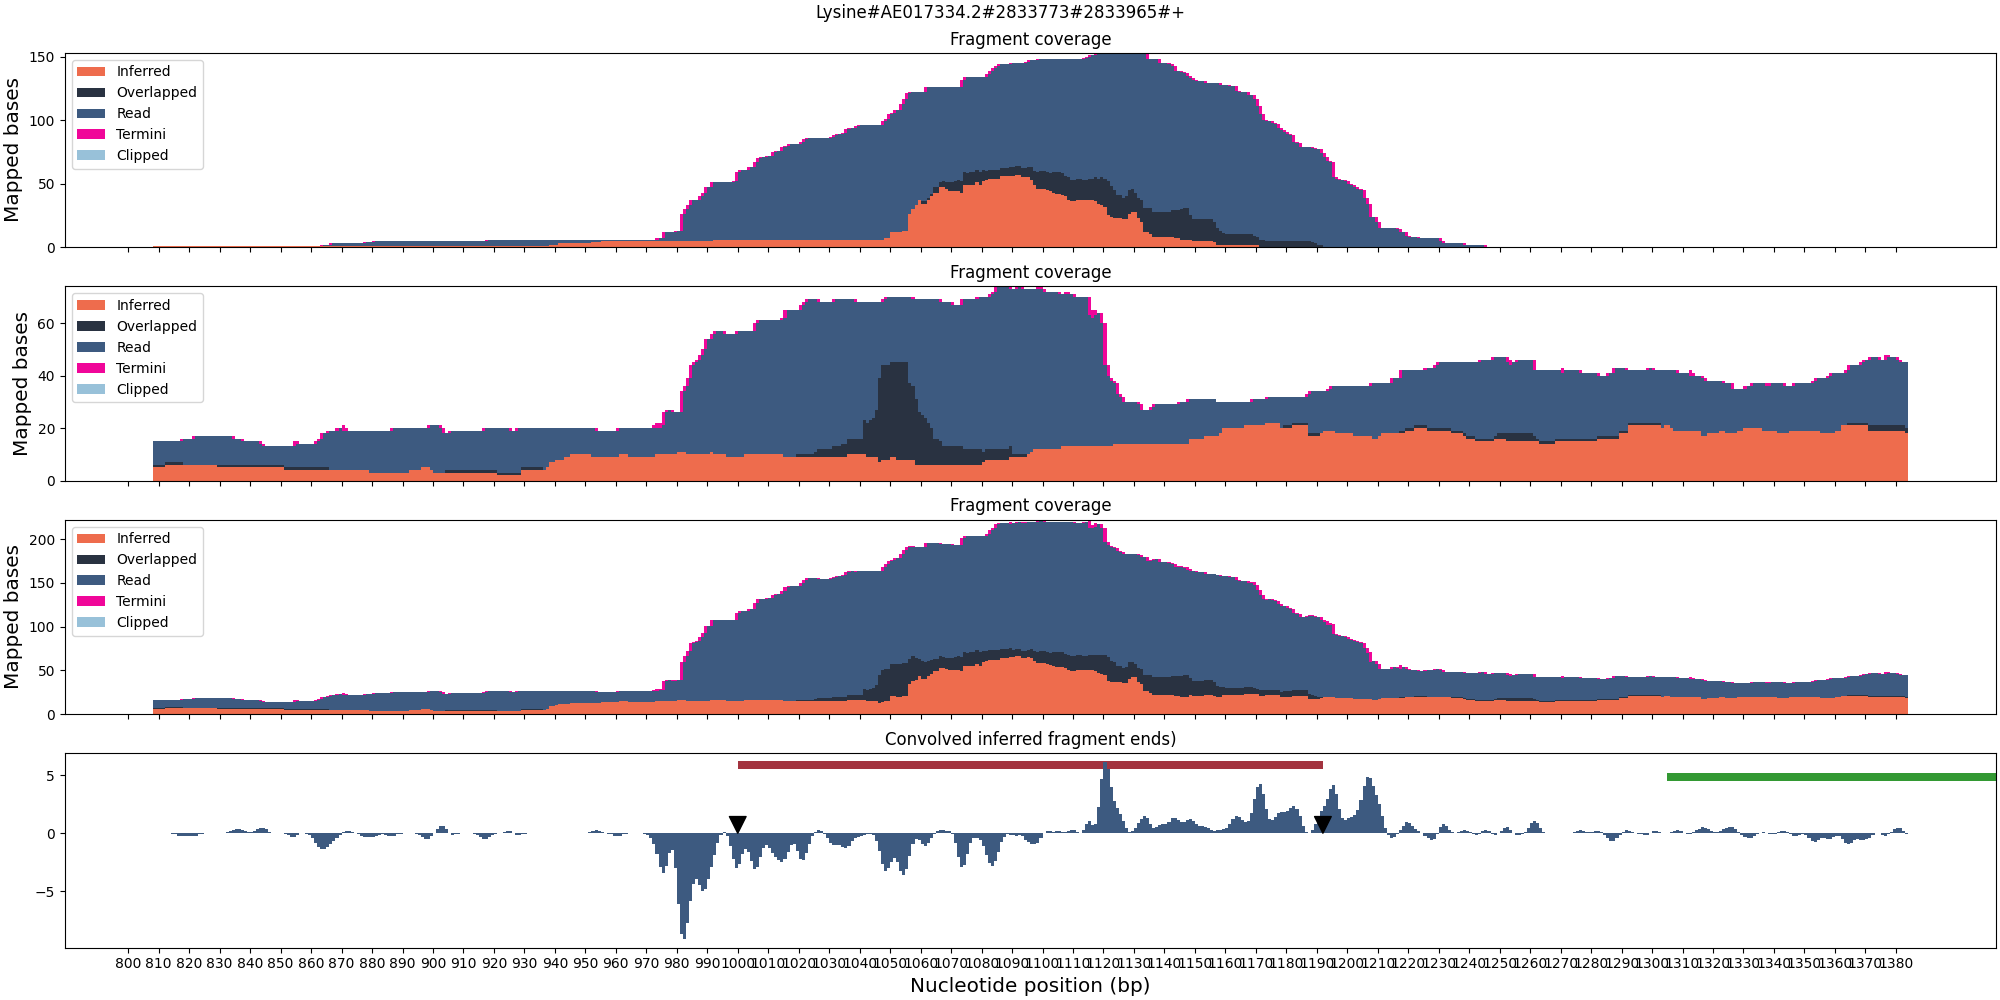 Lysine#AE017334.2#2833773#2833965#+
Fragment coverage
150
100
50
0
Mapped bases
Inferred
Overlapped
Read
Termini
Clipped
Fragment coverage
60
40
20
0
Mapped bases
Inferred
Overlapped
Read
Termini
Clipped
Fragment coverage
200
150
100
50
0
Mapped bases
Inferred
Overlapped
Read
Termini
Clipped
Convolved inferred fragment ends)
5
0
−5
800 810 820 830 840 850 860 870 880 890 900 910 920 930 940 950 960 970 980 990 1000 1010 1020 1030 1040 1050 1060 1070 1080 1090 1100 1110 1120 1130 1140 1150 1160 1170 1180 1190 1200 1210 1220 1230 1240 1250 1260 1270 1280 1290 1300 1310 1320 1330 1340 1350 1360 1370 1380
Nucleotide position (bp)